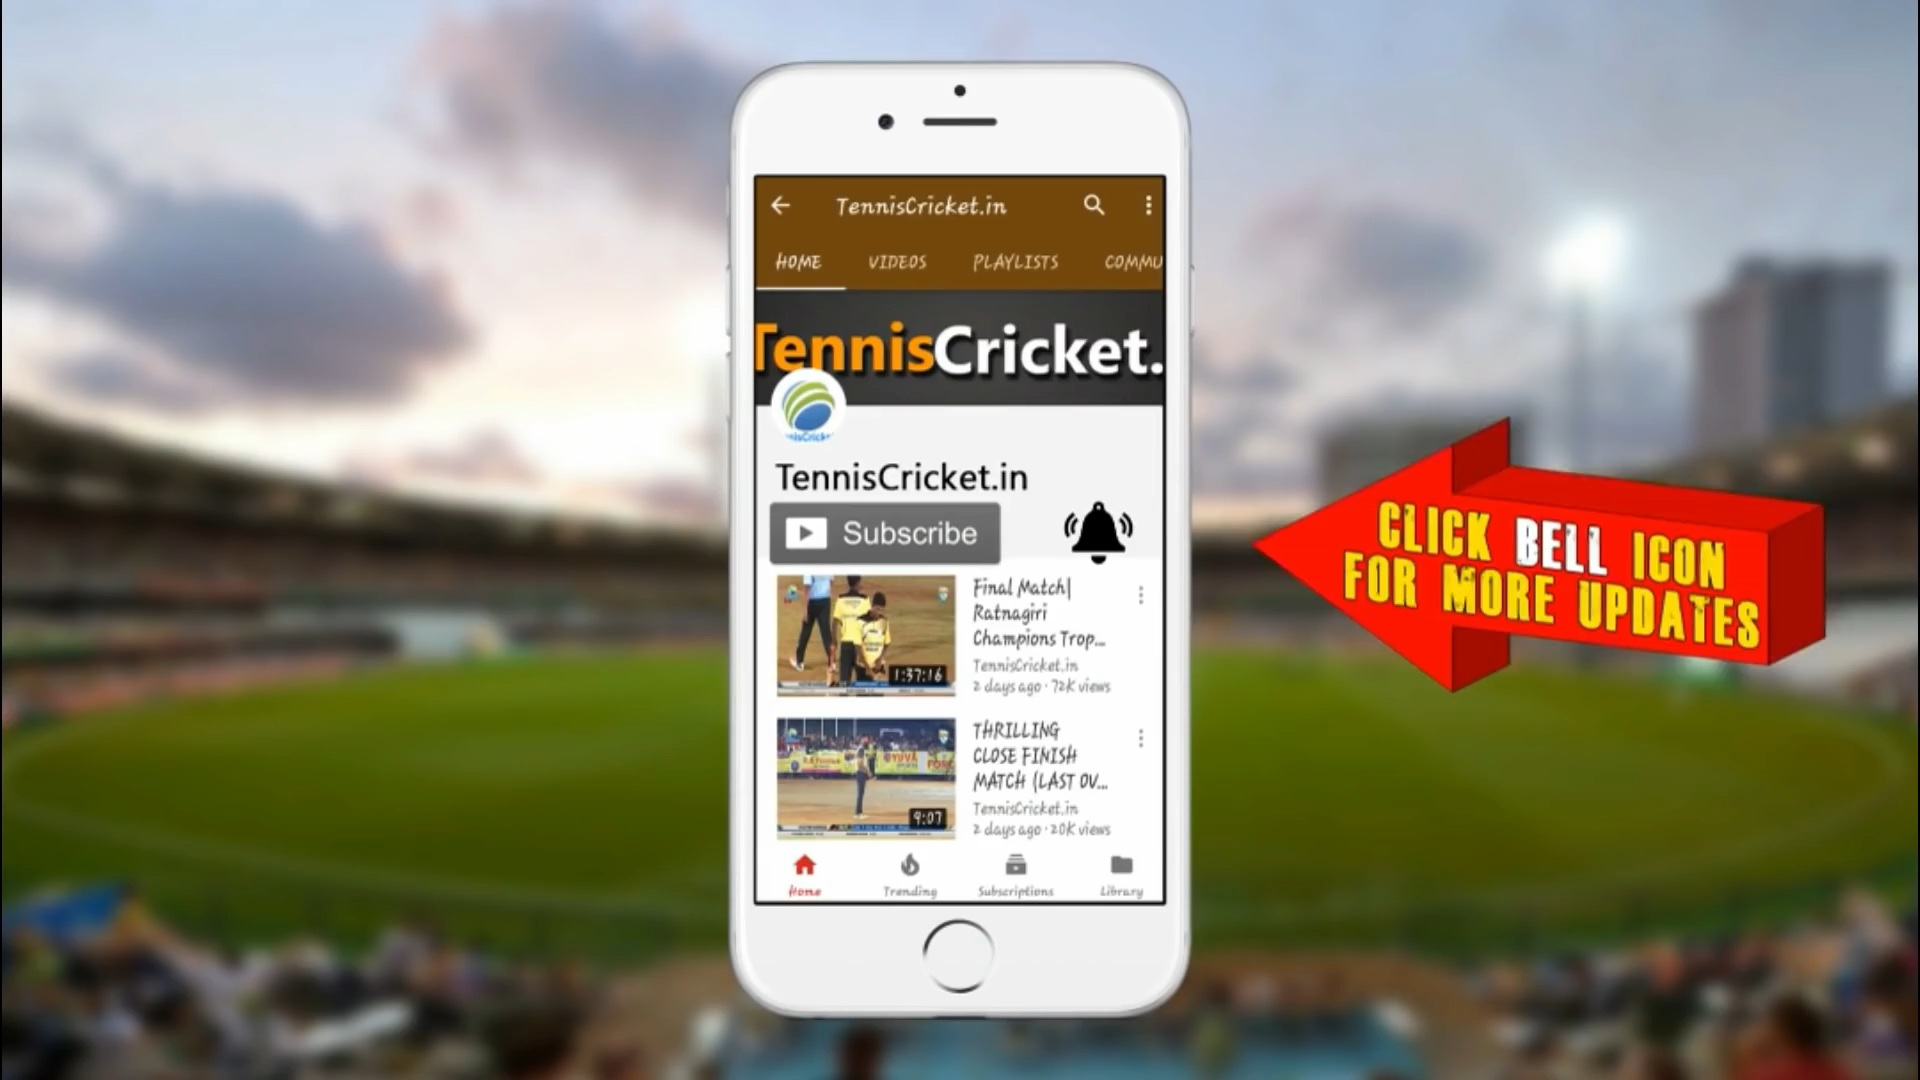 TennisCricket.in
HOME VIDEOS PLAYLISTS COMMU
TennisCricket.
TennisCricket.in
Subscribe
CLICK BELL ICON
FOR MORE UPDATES
Final Match|
Ratnagiri
Champions Trop...
TennisCricket.in
2 days ago · 72K views
1:37:16
THRILLING
CLOSE FINISH
MATCH (LAST OV...
TennisCricket.in
2 days ago · 20K views
9:07
Home Trending Subscriptions Library